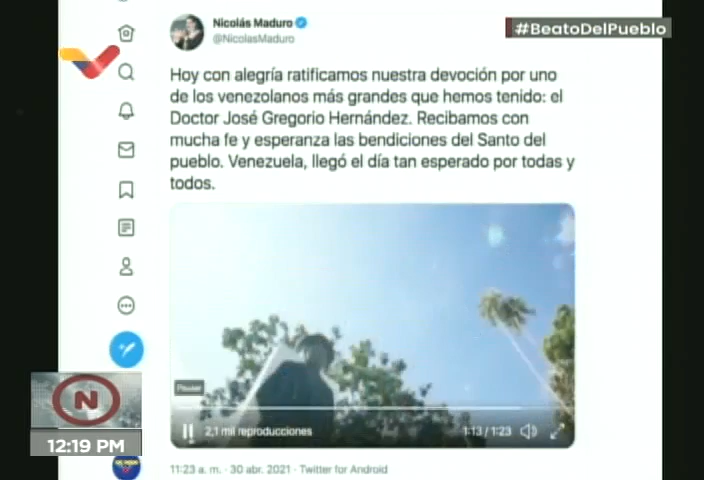 Nicolás Maduro
@NicolasMaduro
#BeatoDelPueblo
Hoy con alegría ratificamos nuestra devoción por uno
de los venezolanos más grandes que hemos tenido: el
Doctor José Gregorio Hernández. Recibamos con
mucha fe y esperanza las bendiciones del Santo del
pueblo. Venezuela, llegó el día tan esperado por todas y
todos.
Pausar
2,1 mil reproducciones
1:13 / 1:23
N
12:19 PM
11:23 a. m. · 30 abr. 2021 · Twitter for Android